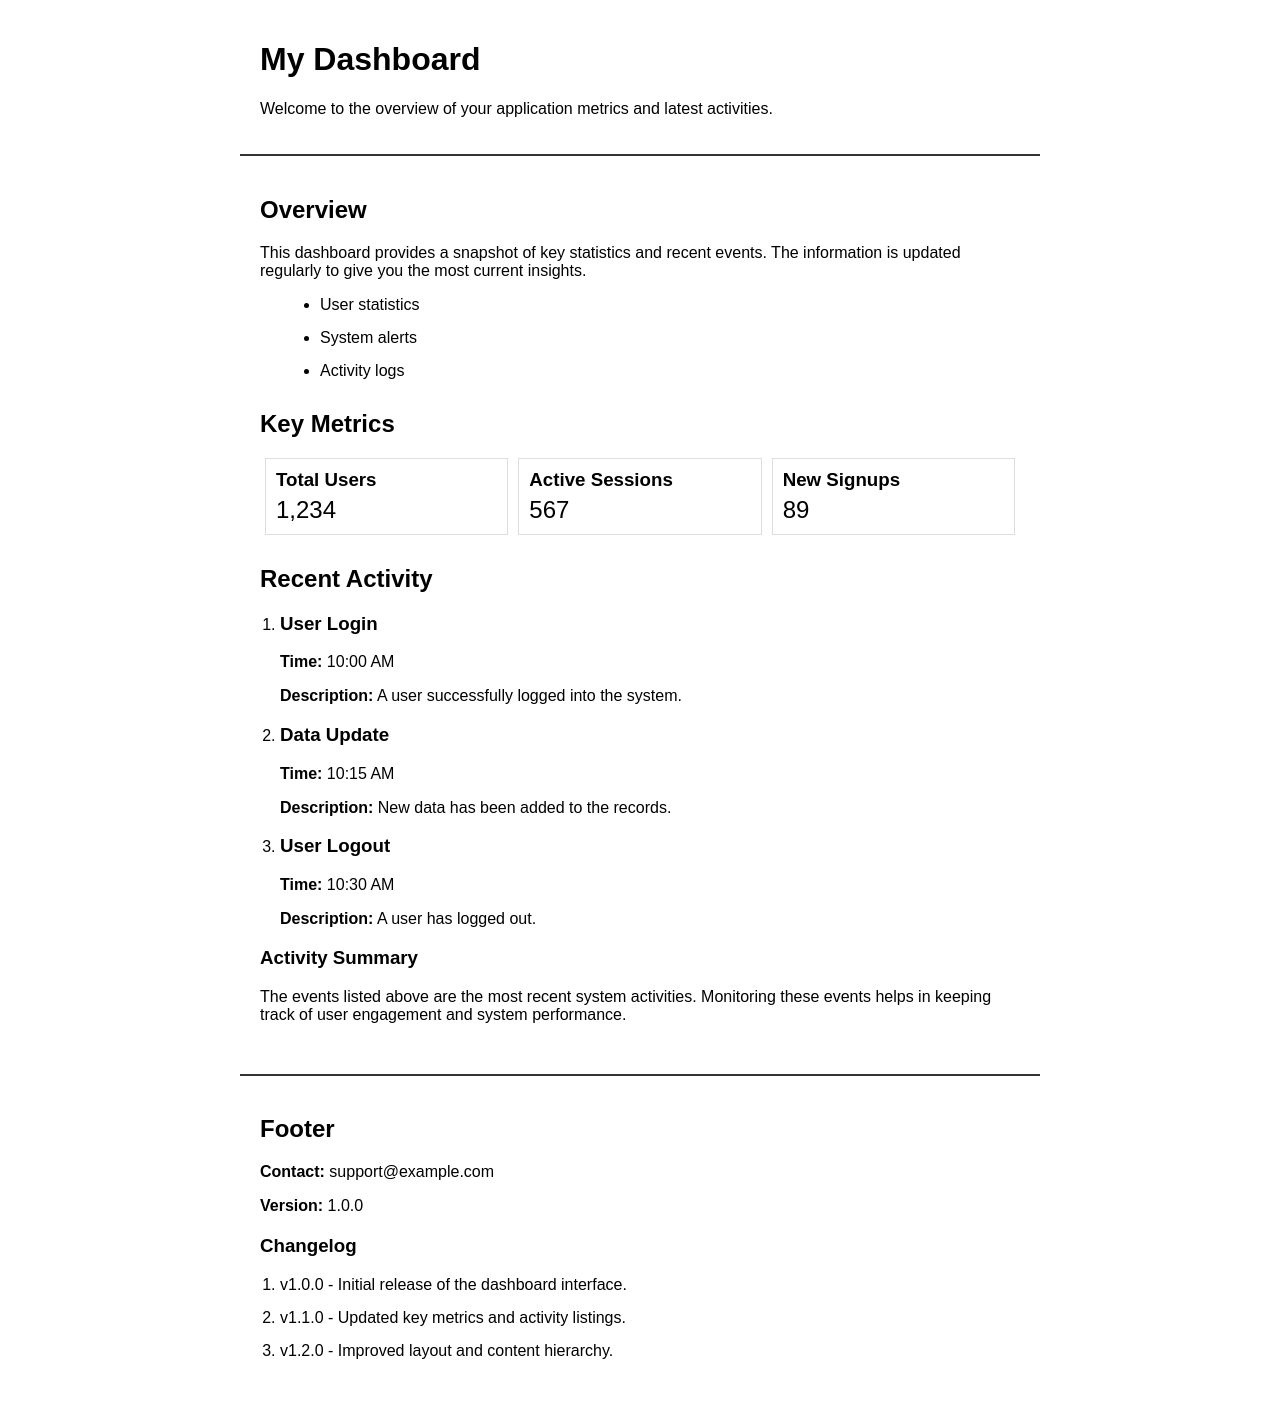 My Dashboard
Welcome to the overview of your application metrics and latest activities.
Overview
This dashboard provides a snapshot of key statistics and recent events. The information is updated
regularly to give you the most current insights.
• User statistics
• System alerts
• Activity logs
Key Metrics
Total Users
1,234
Active Sessions
567
New Signups
89
Recent Activity
1. User Login
Time: 10:00 AM
Description: A user successfully logged into the system.
2. Data Update
Time: 10:15 AM
Description: New data has been added to the records.
3. User Logout
Time: 10:30 AM
Description: A user has logged out.
Activity Summary
The events listed above are the most recent system activities. Monitoring these events helps in keeping
track of user engagement and system performance.
Footer
Contact: support@example.com
Version: 1.0.0
Changelog
1. v1.0.0 - Initial release of the dashboard interface.
2. v1.1.0 - Updated key metrics and activity listings.
3. v1.2.0 - Improved layout and content hierarchy.